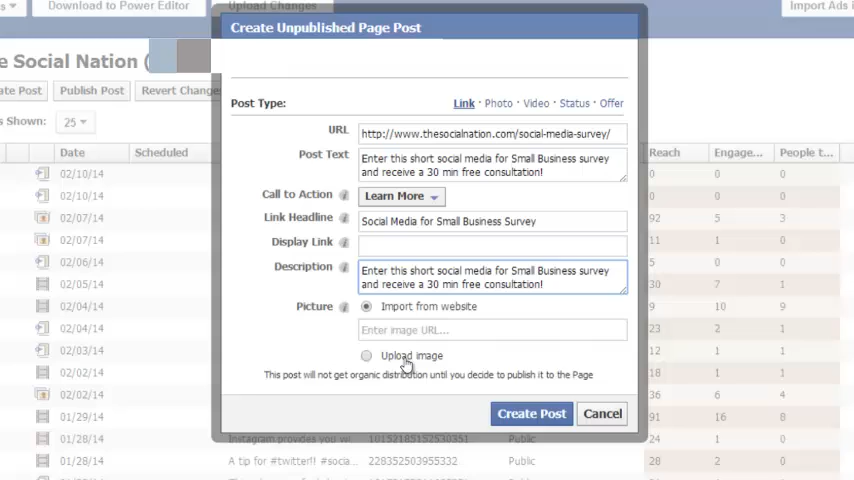 s
Download to Power Editor
Upload Changes
Import Ads i
Create Unpublished Page Post
e Social Nation (
ate Post
Publish Post
Revert Change
s Shown:
25
Post Type:
Link · Photo · Video · Status · Offer
URL
http://www.thesocialnation.com/social-media-survey/
Post Text
Enter this short social media for Small Business survey
and receive a 30 min free consultation!
Call to Action
Learn More
Link Headline
Social Media for Small Business Survey
Display Link
Description
Enter this short social media for Small Business survey
and receive a 30 min free consultation!
Picture
Import from website
Enter image URL...
Upload image
This post will not get organic distribution until you decide to publish it to the Page
Create Post
Cancel
Date Scheduled Reach Engage... People t...
02/10/14 0 0 0
02/10/14 0 0 0
02/07/14 92 5 3
02/07/14 11 1 0
02/06/14 5 0 0
02/05/14 30 7 1
02/04/14 9 10 9
02/04/14 23 2 1
02/03/14 12 1 1
02/02/14 18 1 1
02/02/14 36 6 4
01/29/14 91 16 8
01/28/14 Instagram provides you wi 10152185152530351 Public 24 1 0
01/28/14 A tip for #twitter!! #socia... 228352503955332 Public 28 2 0